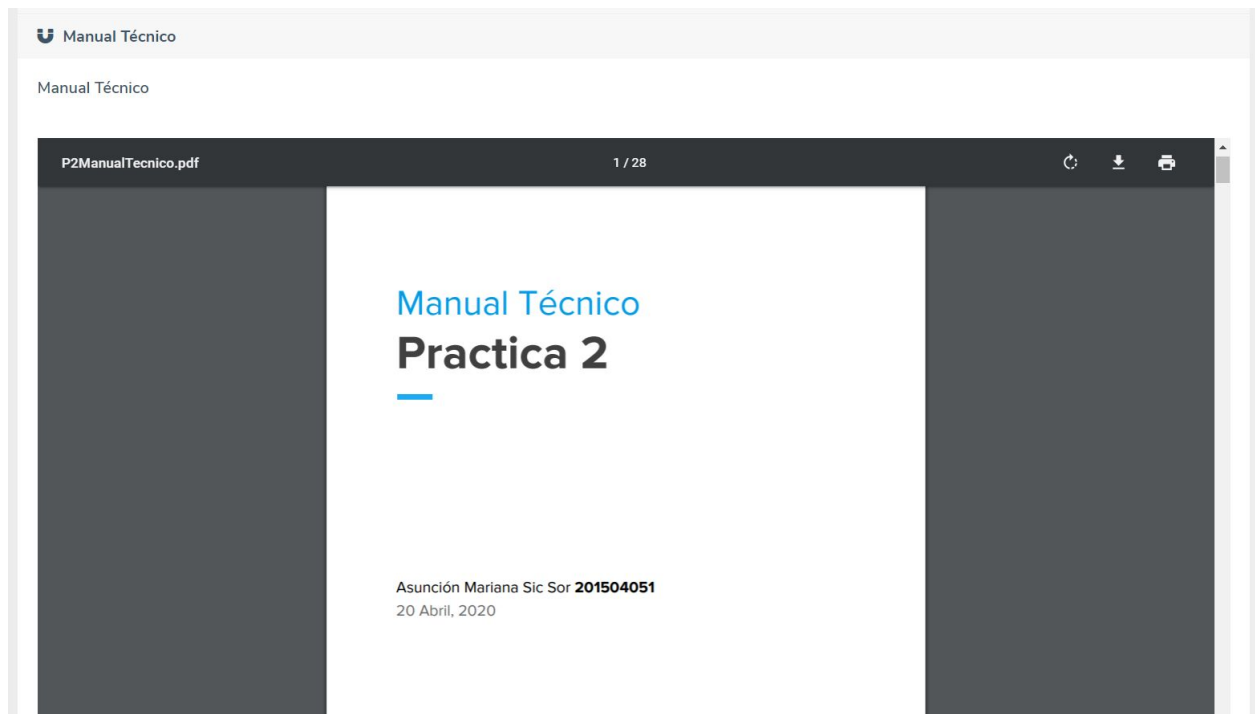 Manual Técnico
Manual Técnico
P2ManualTecnico.pdf 1 / 28
Manual Técnico
Practica 2
Asunción Mariana Sic Sor 201504051
20 Abril, 2020